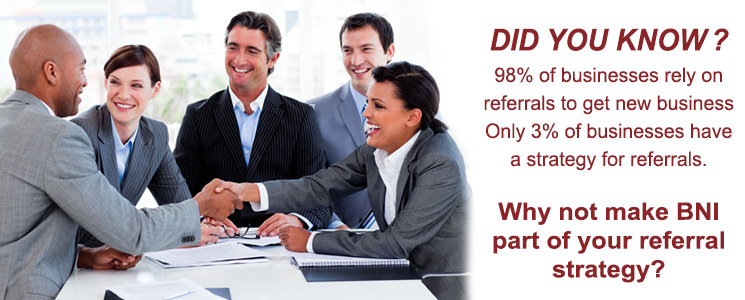 DID YOU KNOW?
98% of businesses rely on
referrals to get new business
Only 3% of businesses have
a strategy for referrals.
Why not make BNI
part of your referral
strategy?